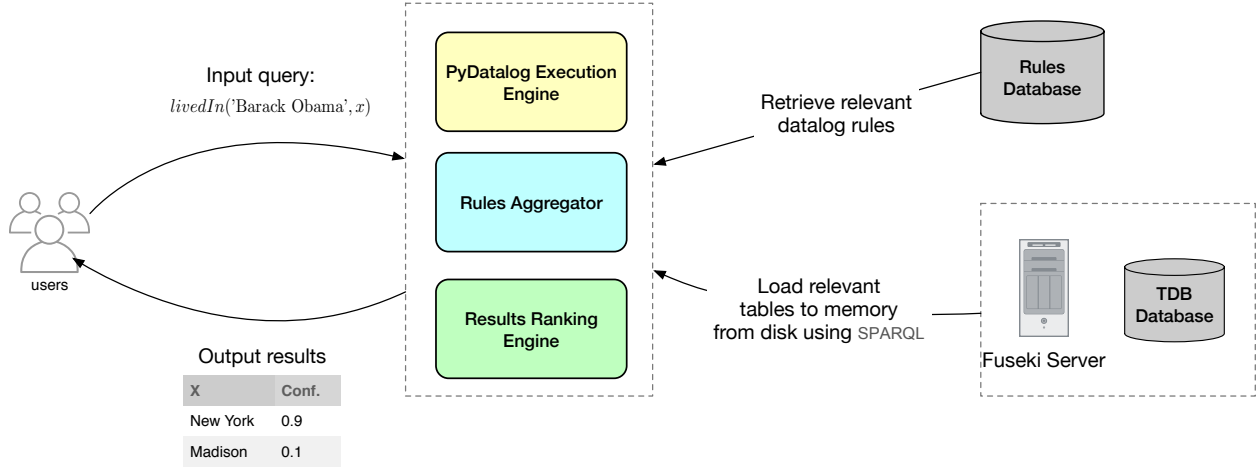 Input query:
livedIn('Barack Obama', x)
users
Output results
X Conf.
New York 0.9
Madison 0.1
PyDatalog Execution
Engine
Rules Aggregator
Results Ranking
Engine
Retrieve relevant
datalog rules
Rules
Database
Load relevant
tables to memory
from disk using SPARQL
Fuseki Server
TDB
Database